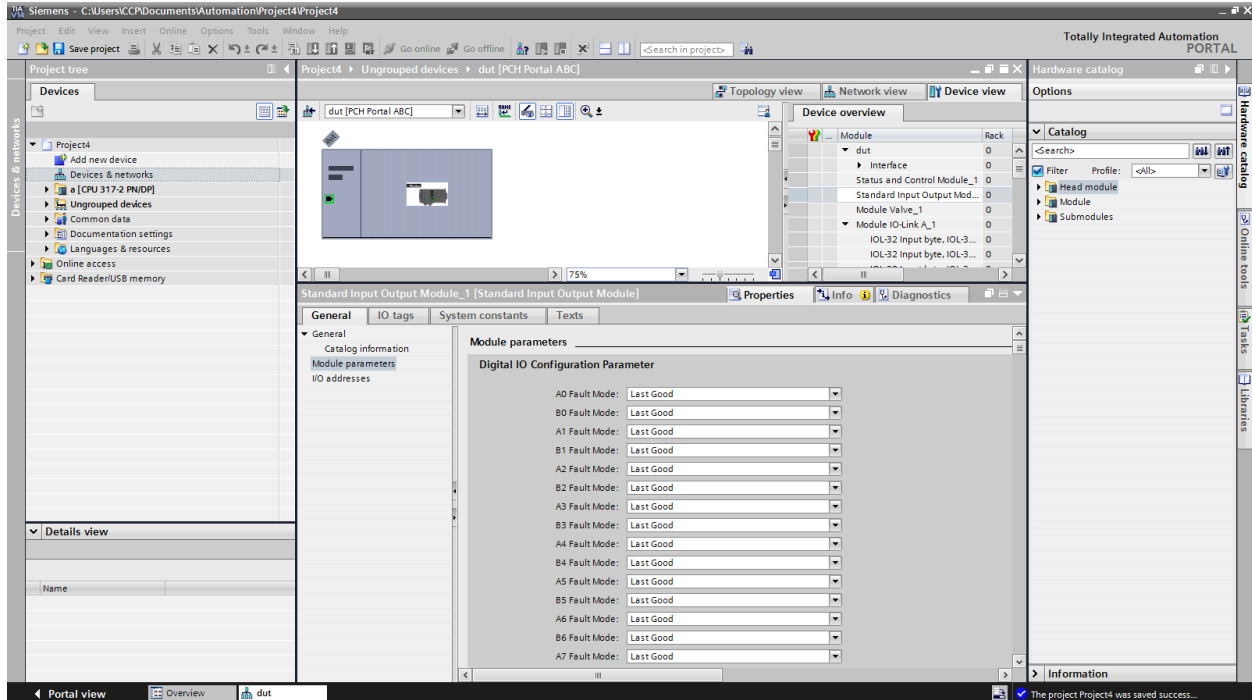 Siemens - C:\Users\CCP\Documents\Automation\Project4\Project4
Project Edit View Insert Online Options Tools Window Help
Totally Integrated Automation
PORTAL
Save project
Go online
Go offline
<Search in project>
Project tree
Project4 ▸ Ungrouped devices ▸ dut [PCH Portal ABC]
Hardware catalog
Devices
Topology view
Network view
Device view
Options
dut [PCH Portal ABC]
Device overview
Catalog
Module
Rack
<Search>
Project4
Add new device
Devices & networks
a [CPU 317-2 PN/DP]
Ungrouped devices
Common data
Documentation settings
Languages & resources
Online access
Card Reader/USB memory
dut
dut 0
Interface 0
Status and Control Module_1 0
Standard Input Output Mod... 0
Module Valve_1 0
Module IO-Link A_1 0
IOL-32 Input byte, IOL-3... 0
IOL-32 Input byte, IOL-3... 0
Filter Profile: <All>
Head module
Module
Submodules
75%
Standard Input Output Module_1 [Standard Input Output Module]
Properties
Info
Diagnostics
General
IO tags
System constants
Texts
General
Catalog information
Module parameters
I/O addresses
Module parameters
Digital IO Configuration Parameter
A0 Fault Mode: Last Good
B0 Fault Mode: Last Good
A1 Fault Mode: Last Good
B1 Fault Mode: Last Good
A2 Fault Mode: Last Good
B2 Fault Mode: Last Good
A3 Fault Mode: Last Good
B3 Fault Mode: Last Good
A4 Fault Mode: Last Good
B4 Fault Mode: Last Good
A5 Fault Mode: Last Good
B5 Fault Mode: Last Good
A6 Fault Mode: Last Good
B6 Fault Mode: Last Good
A7 Fault Mode: Last Good
Details view
Name
Devices & networks
Hardware catalog
Online tools
Tasks
Libraries
Information
Portal view
Overview
dut
The project Project4 was saved success...